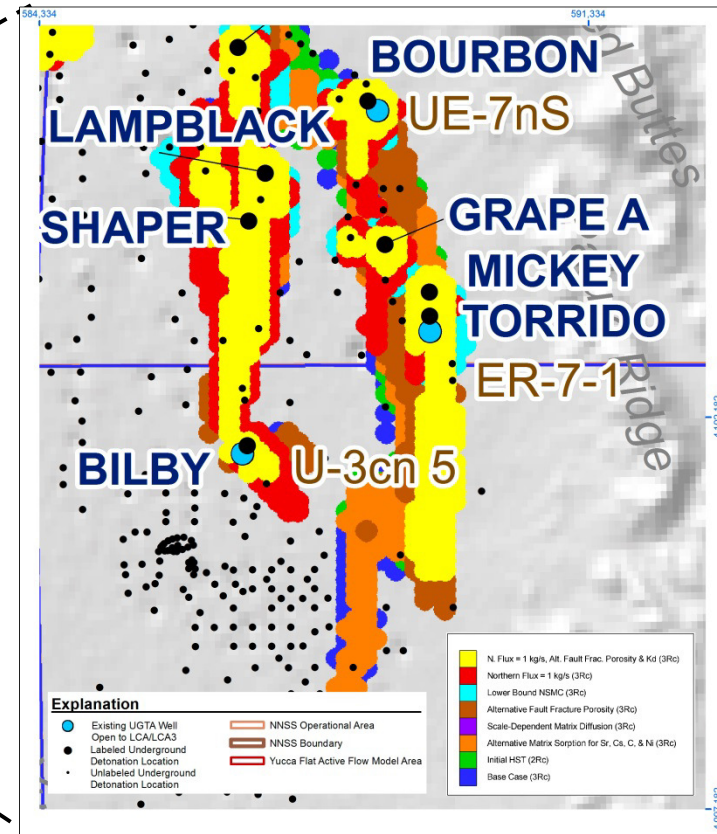 584,334
591,334
BOURBON
UE-7nS
Buttes
LAMPBLACK
SHAPER
GRAPE A
MICKEY
TORRIDO
ER-7-1
Ridge
BILBY
U-3cn 5
N. Flux = 1 kg/s, Alt. Fault Frac. Porosity & Kd (3Rc)
Northern Flux = 1 kg/s (3Rc)
Lower Bound NSMC (3Rc)
Alternative Fault Fracture Porosity (3Rc)
Scale-Dependent Matrix Diffusion (3Rc)
Alternative Matrix Sorption for Sr, Cs, C, & Ni (3Rc)
Initial HST (2Rc)
Base Case (3Rc)
Explanation
Existing UGTA Well
Open to LCA/LCA3
Labeled Underground
Detonation Location
Unlabeled Underground
Detonation Location
NNSS Operational Area
NNSS Boundary
Yucca Flat Active Flow Model Area